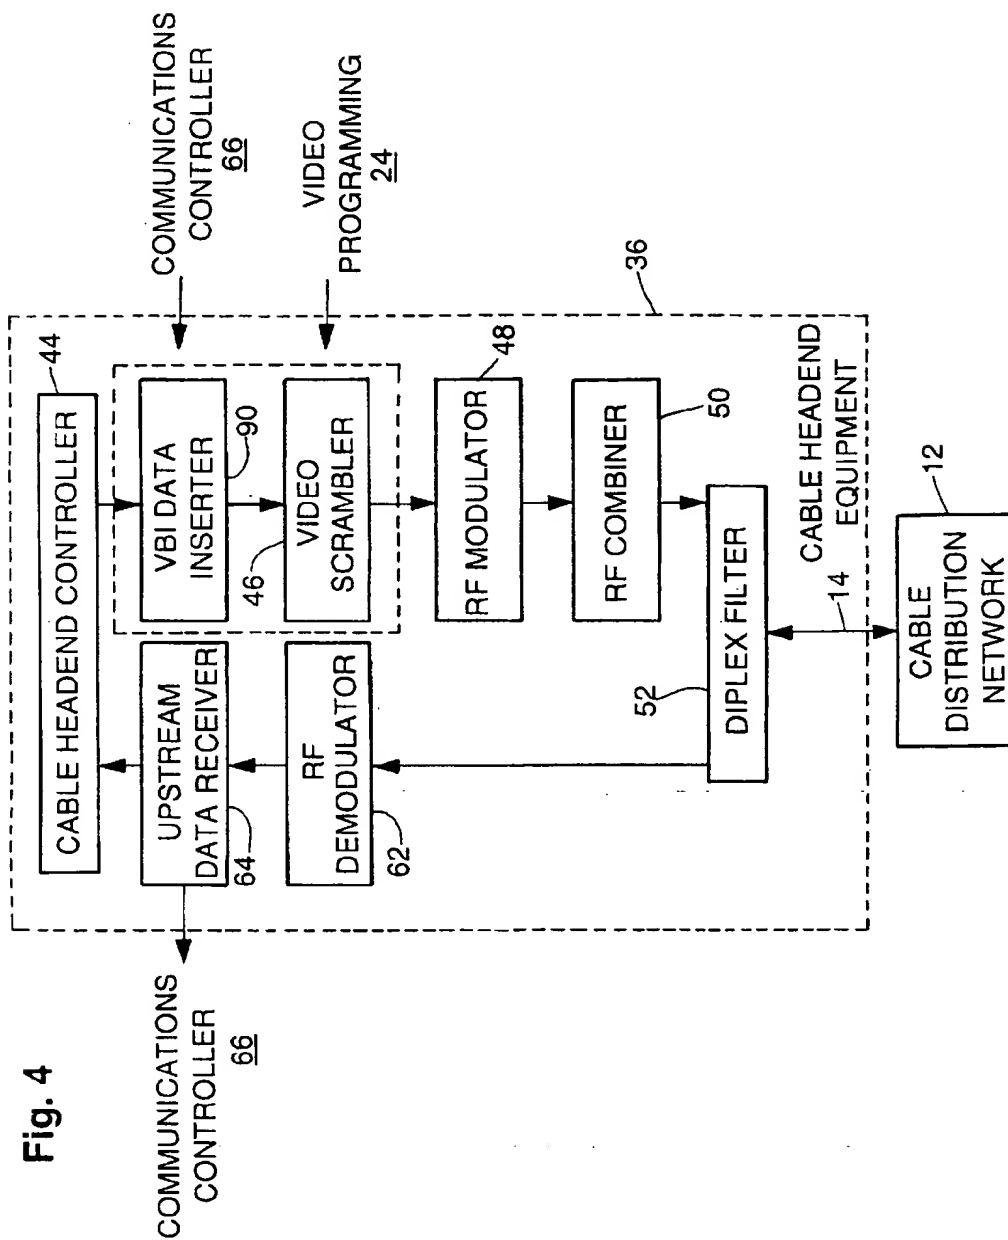 Fig. 4
CABLE HEADEND CONTROLLER
44
COMMUNICATIONS
CONTROLLER
66
UPSTREAM
DATA RECEIVER
64
VBI DATA
INSERTER
90
COMMUNICATIONS
CONTROLLER
66
RF
DEMODULATOR
62
46
VIDEO
SCRAMBLER
VIDEO
PROGRAMMING
24
RF MODULATOR
48
RF COMBINER
50
52
DIPLEX FILTER
36
CABLE HEADEND
EQUIPMENT
14
CABLE
DISTRIBUTION
NETWORK
12